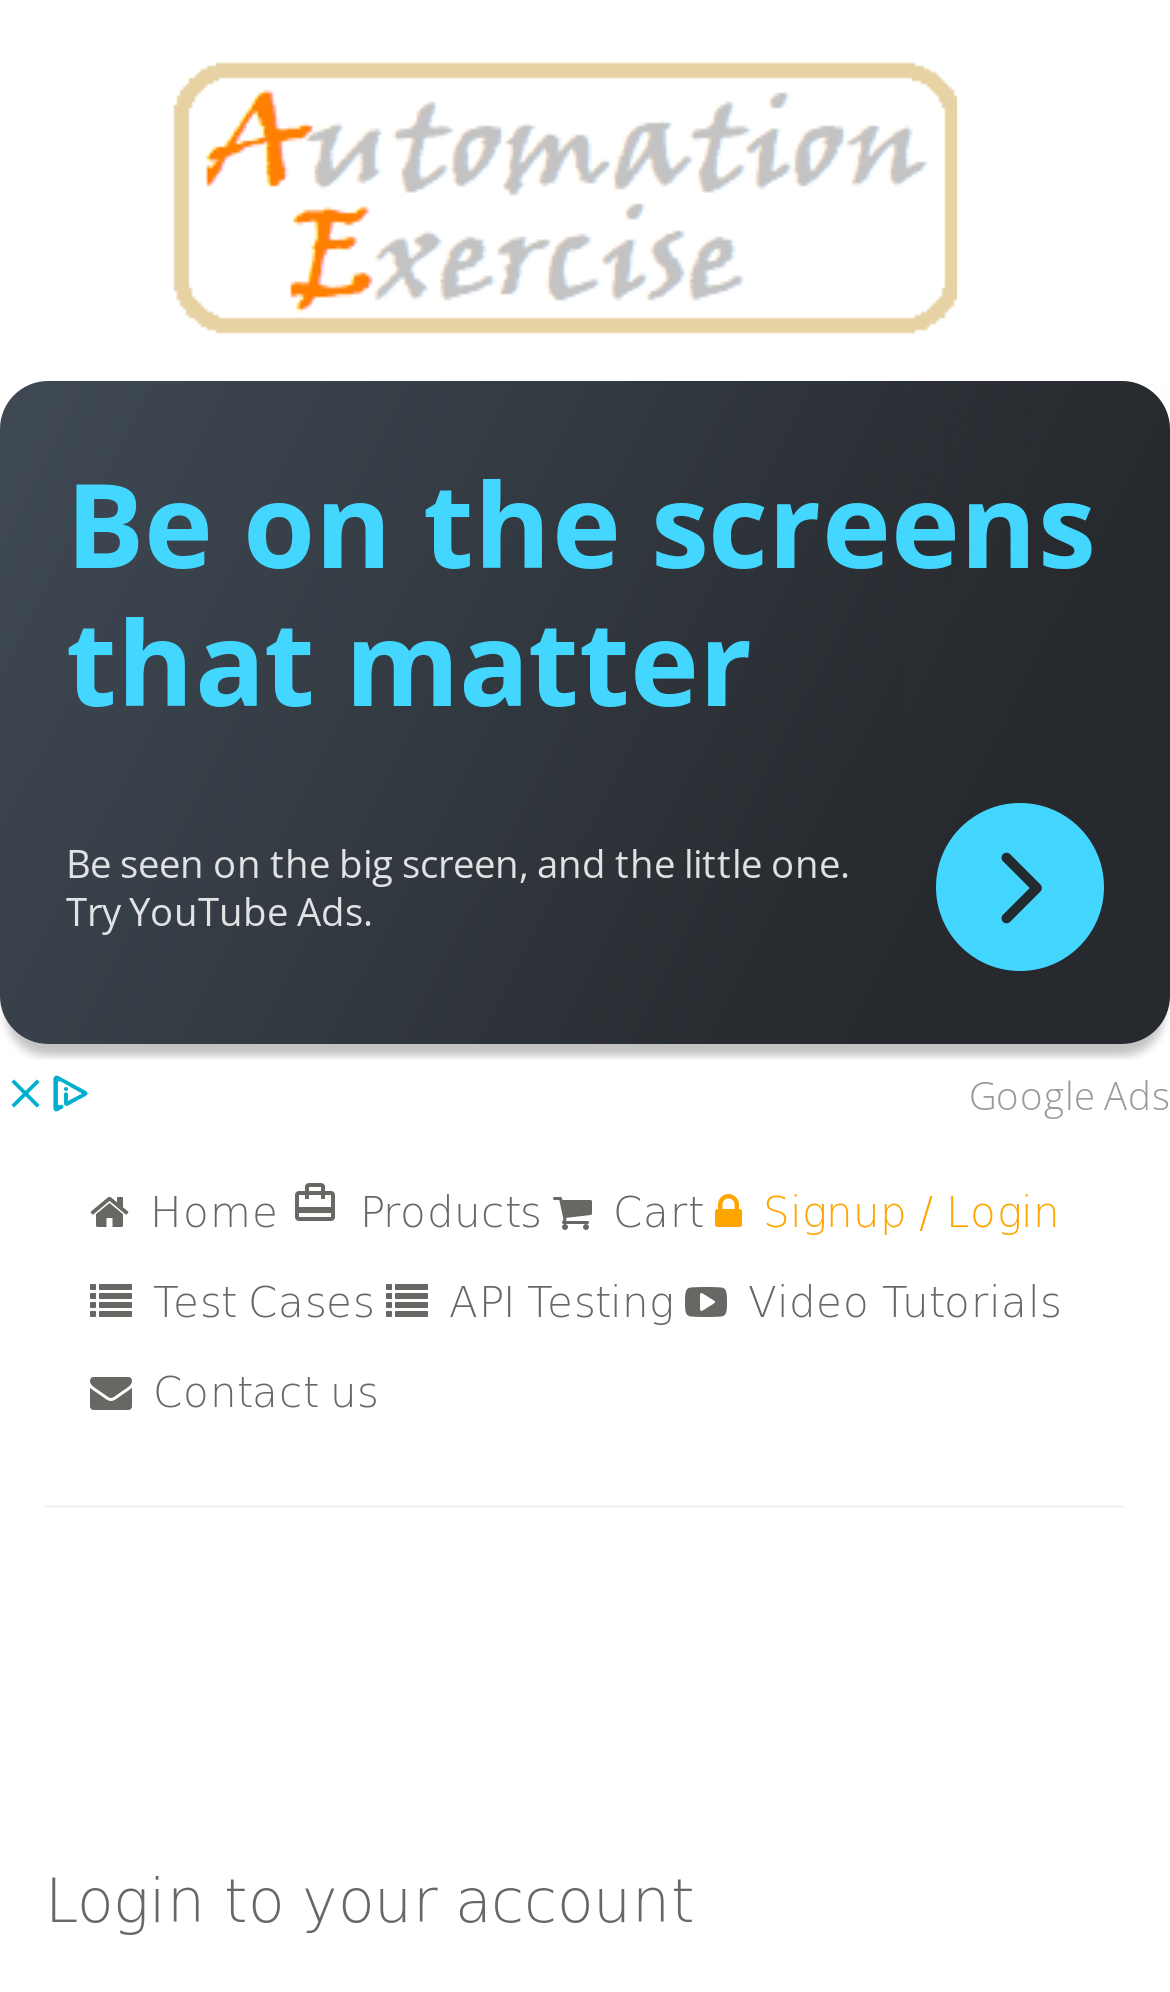 Automation
Exercise
Be on the screens
that matter
Be seen on the big screen, and the little one.
Try YouTube Ads.
Google Ads
Home Products Cart Signup / Login
Test Cases API Testing Video Tutorials
Contact us
Login to your account